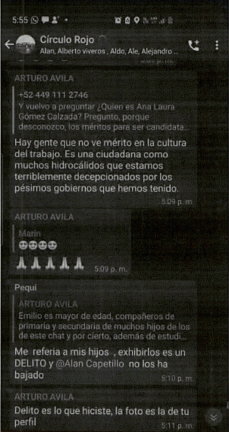 5:55
Círculo Rojo
Alan, Alberto viveros, Aldo, Ale, Alejandro...
ARTURO AVILA
+52 449 111 2746
Y vuelvo a preguntar ¿Quien es Ana Laura
Gómez Calzada? Pregunto, porque
desconozco, los méritos para ser candidata...
Hay gente que no ve mérito en la cultura
del trabajo. Es una ciudadana como
muchos hidrocálidos que estamos
terriblemente decepcionados por los
pésimos gobiernos que hemos tenido.
5:09 p. m.
ARTURO AVILA
Marin
5:09 p. m.
Pequi
ARTURO AVILA
Emilio es mayor de edad, compañeros de
primaria y secundaria de muchos hijos de los
de este chat y por cierto, además de estudi...
Me referia a mis hijos , exhibirlos es un
DELITO y @Alan Capetillo no los ha
bajado
5:10 p. m.
ARTURO AVILA
Delito es lo que hiciste, la foto es la de tu
perfil
5:11 p. m.